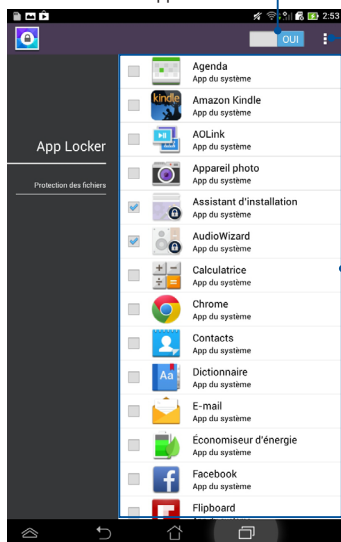 2:53
OUI
App Locker
Protection des fichiers
Agenda
App du système
kindle
Amazon Kindle
App du système
AOLink
App du système
Appareil photo
App du système
Assistant d'installation
App du système
AudioWizard
App du système
Calculatrice
App du système
Chrome
App du système
Contacts
App du système
Aa
Dictionnaire
App du système
E-mail
App du système
Économiseur d'énergie
App du système
Facebook
App du système
Flipboard